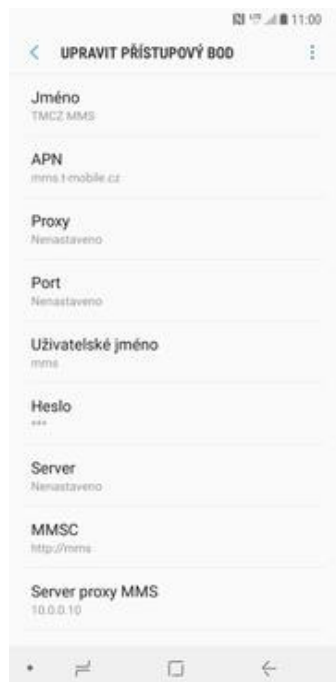 11:00
UPRAVIT PŘÍSTUPOVÝ BOD
Jméno
TMCZ MMS
APN
mms.t-mobile.cz
Proxy
Nenastaveno
Port
Nenastaveno
Uživatelské jméno
mms
Heslo
***
Server
Nenastaveno
MMSC
http://mms
Server proxy MMS
10.0.0.10